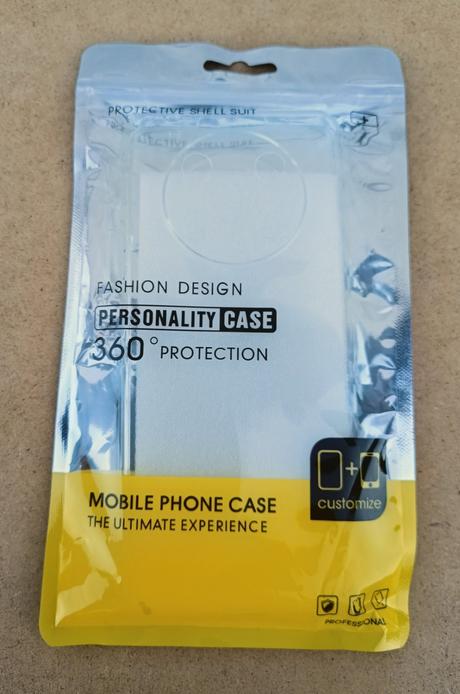 PROTECTIVE SHELL SUIT
FASHION DESIGN
PERSONALITY CASE
360° PROTECTION
customize
MOBILE PHONE CASE
THE ULTIMATE EXPERIENCE
PROFESSIONAL